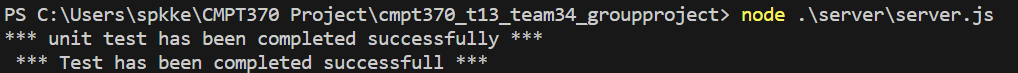 PS C:\Users\spkke\CMPT370 Project\cmpt370_t13_team34_groupproject> node .\server\server.js
*** unit test has been completed successfully ***
 *** Test has been completed successfull ***